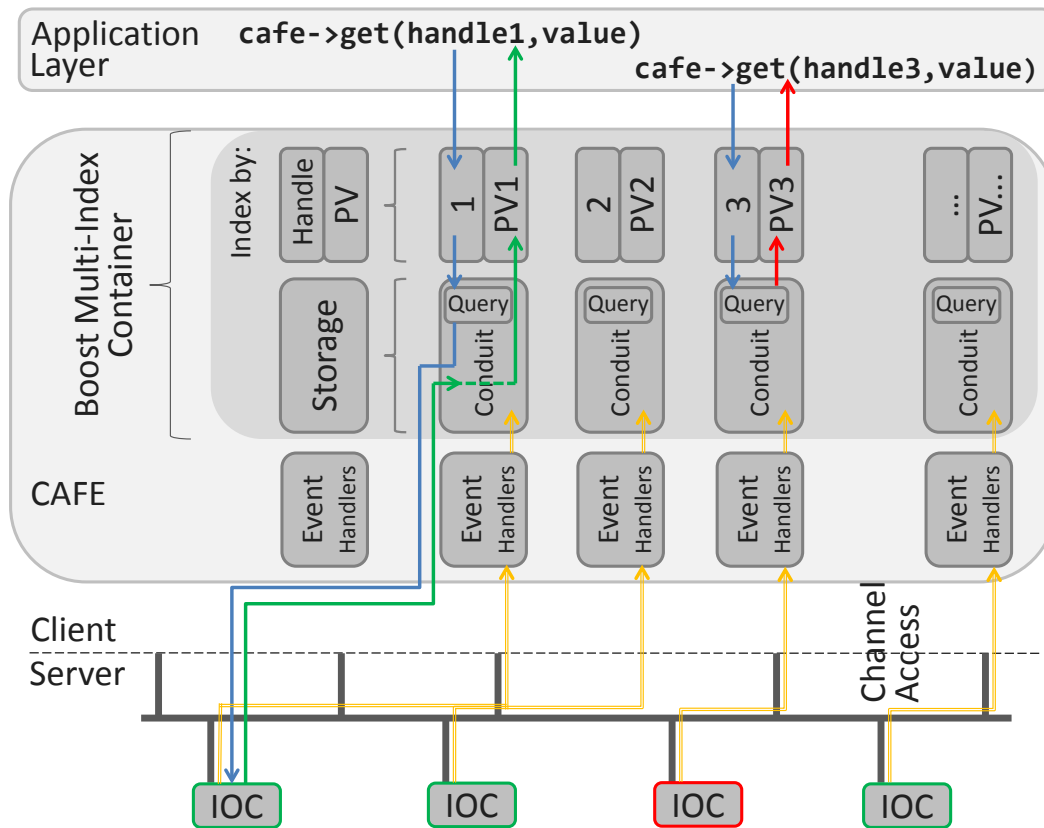 Application
Layer
cafe->get(handle1,value)
cafe->get(handle3,value)
Boost Multi-Index
Container
Index by:
Handle
PV
1
PV1
2
PV2
3
PV3
...
PV...
Storage
Query
Conduit
Query
Conduit
Query
Conduit
Query
Conduit
CAFE
Event
Handlers
Event
Handlers
Event
Handlers
Event
Handlers
Event
Handlers
Client
Server
Channel
Access
IOC
IOC
IOC
IOC